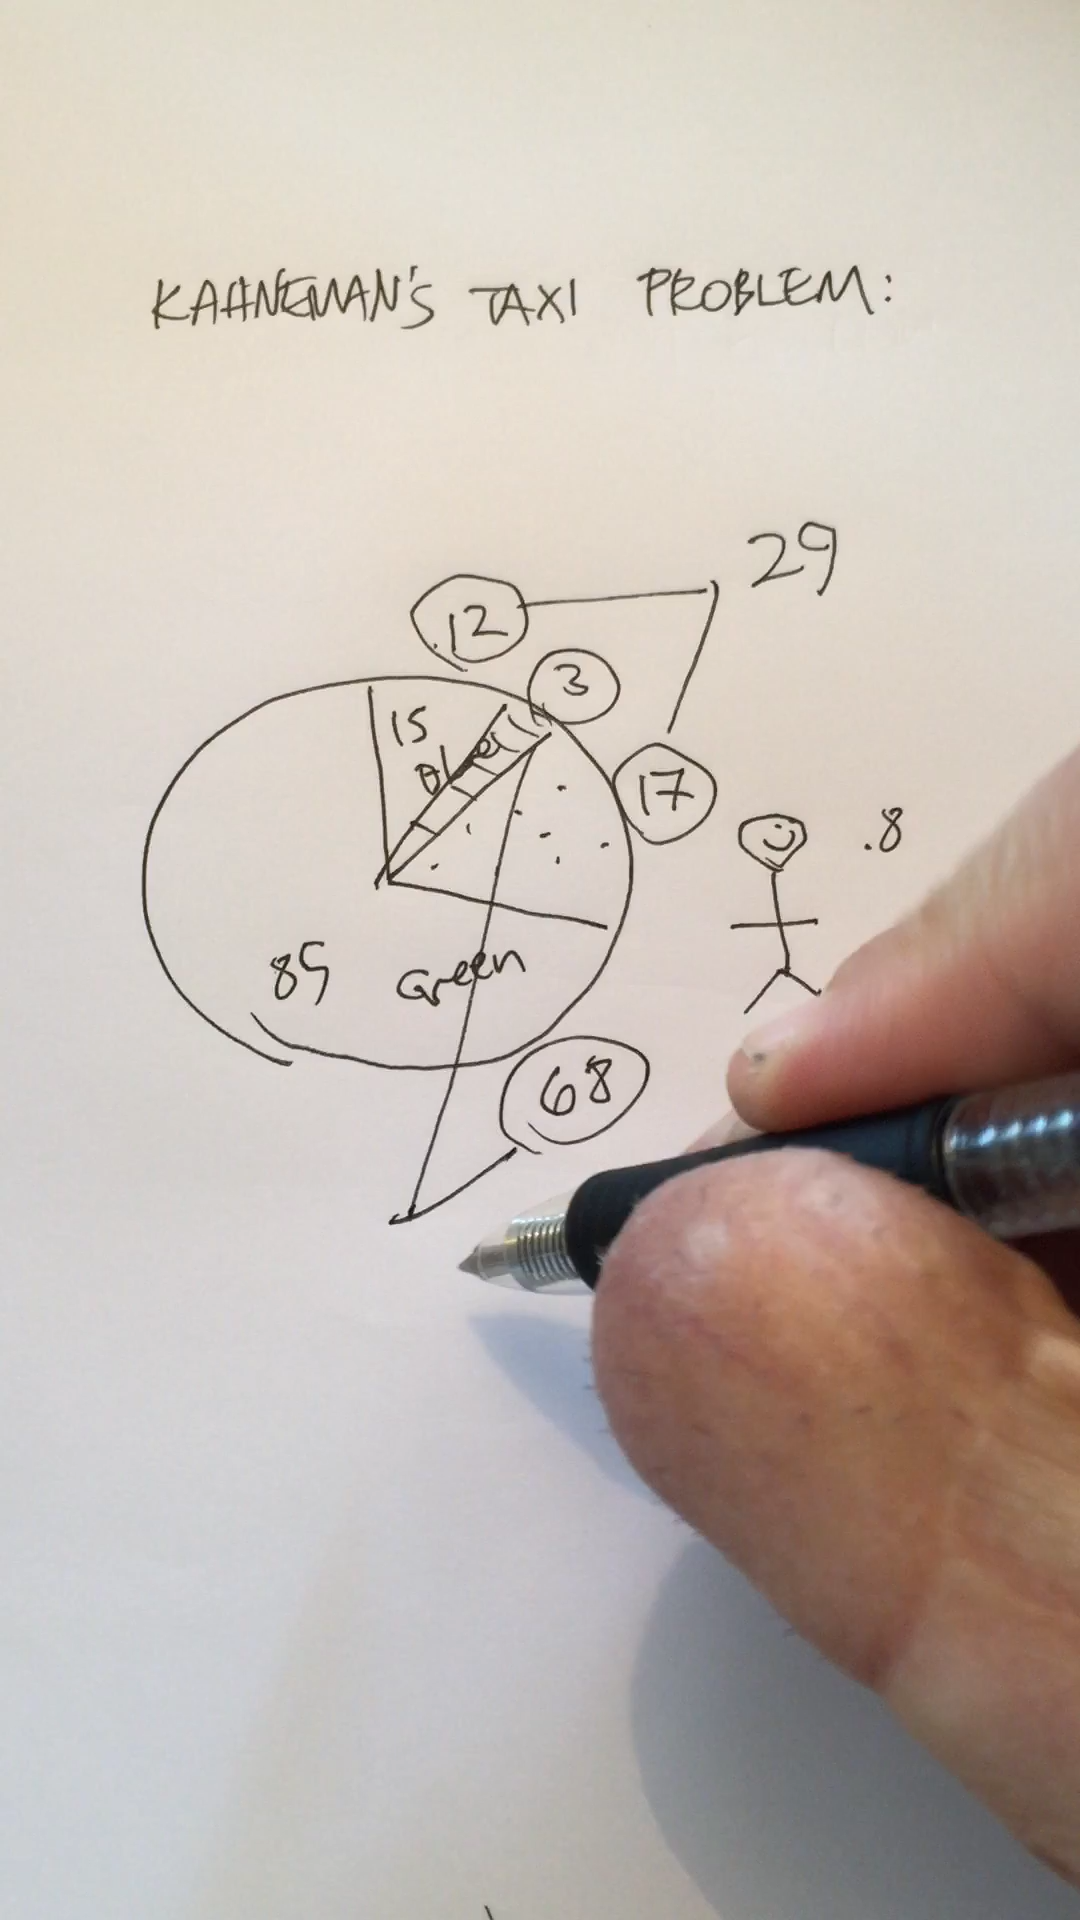 KAHNEMAN'S TAXI PROBLEM:
29
.12
3
15
Blue
17
.8
85 Green
68